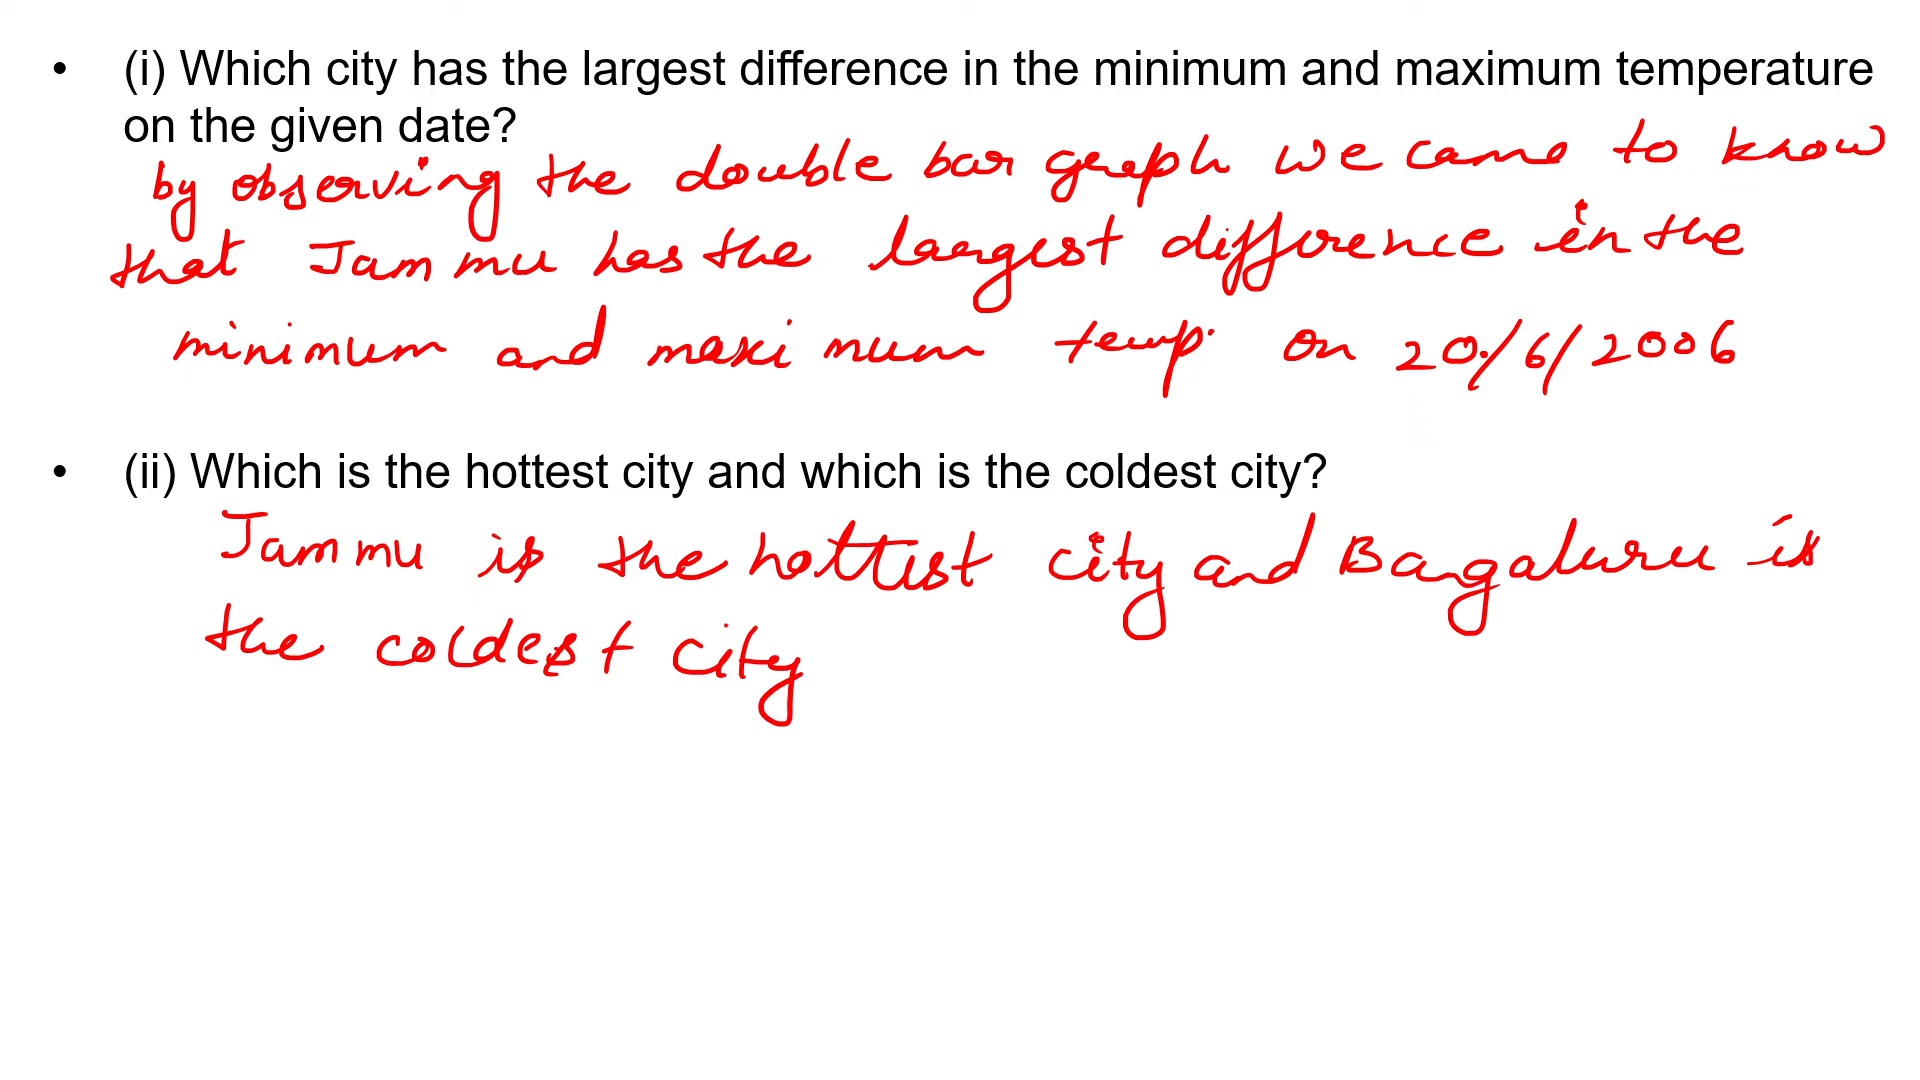 • (i) Which city has the largest difference in the minimum and maximum temperature
on the given date?
by observing the double bar graph we came to know
that Jammu has the largest difference in the
minimum and maximum temp. on 20/6/2006
• (ii) Which is the hottest city and which is the coldest city?
Jammu is the hottest city and Bangaluru is
the coldest city